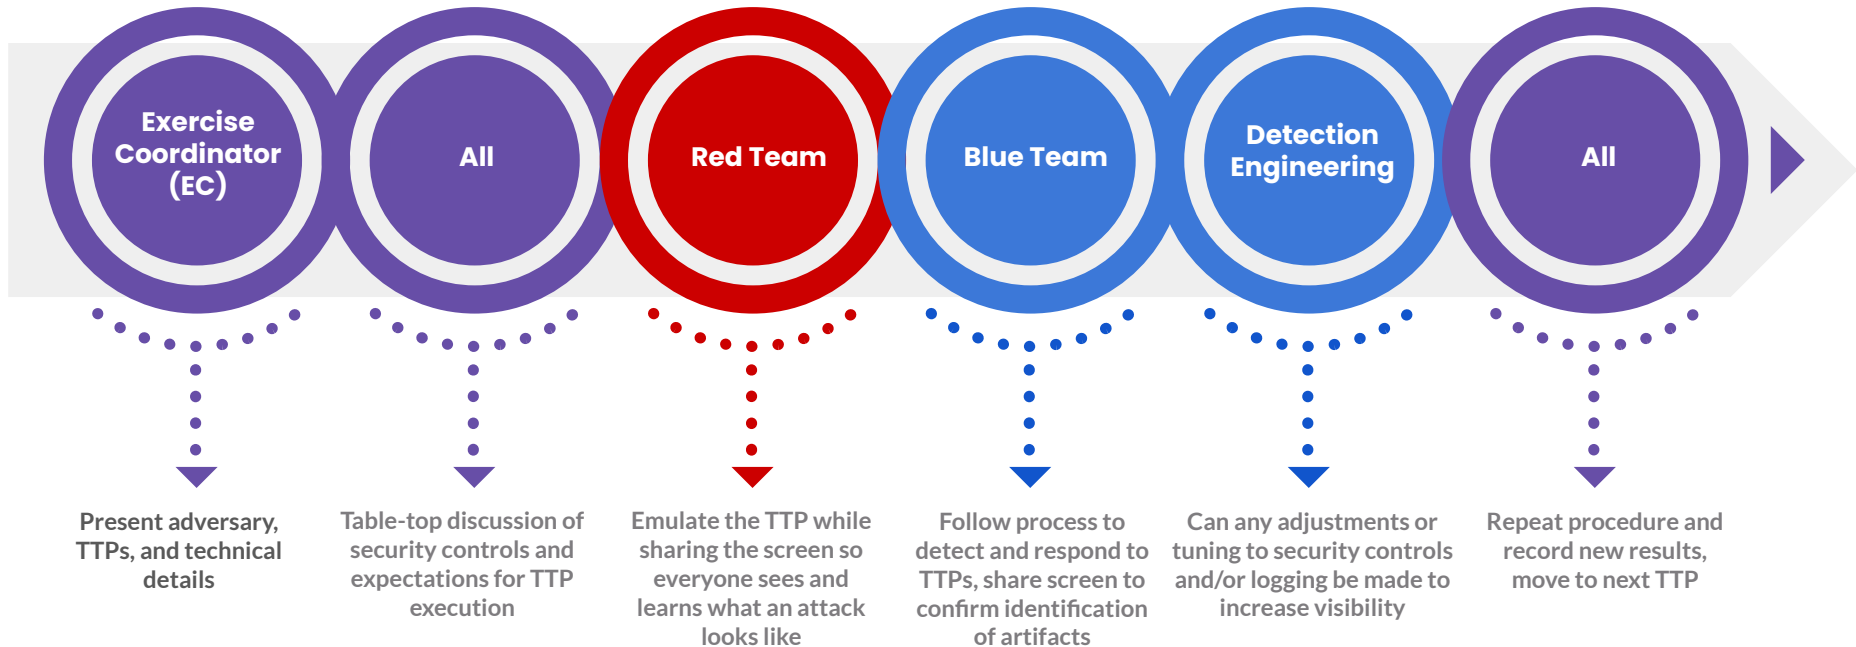 Exercise
Coordinator
(EC)
All
Red Team
Blue Team
Detection
Engineering
All
Present adversary,
TTPs, and technical
details
Table-top discussion of
security controls and
expectations for TTP
execution
Emulate the TTP while
sharing the screen so
everyone sees and
learns what an attack
looks like
Follow process to
detect and respond to
TTPs, share screen to
confirm identification
of artifacts
Can any adjustments or
tuning to security controls
and/or logging be made to
increase visibility
Repeat procedure and
record new results,
move to next TTP